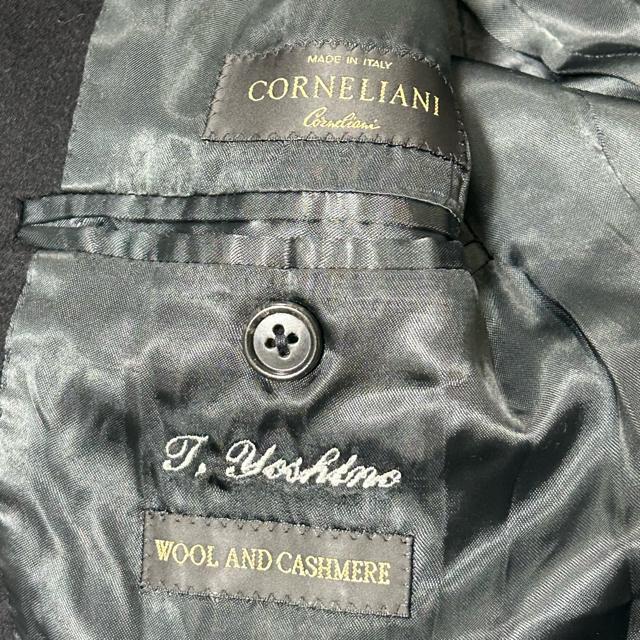 MADE IN ITALY
CORNELIANI
Corneliani
T. Yoshino
WOOL AND CASHMERE